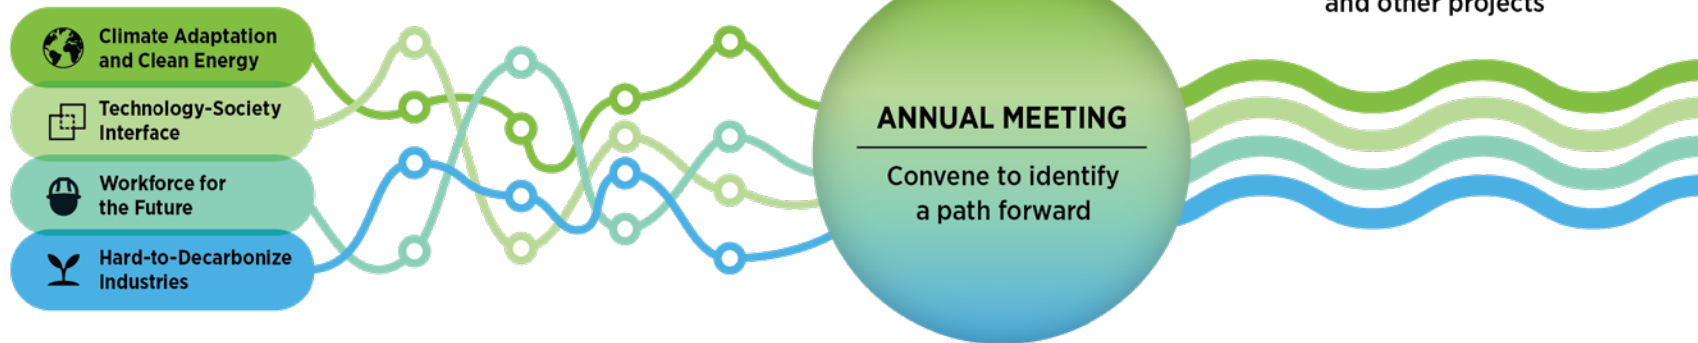 Climate Adaptation
and Clean Energy
Technology-Society
Interface
Workforce for
the Future
Hard-to-Decarbonize
Industries
ANNUAL MEETING
Convene to identify
a path forward
and other projects